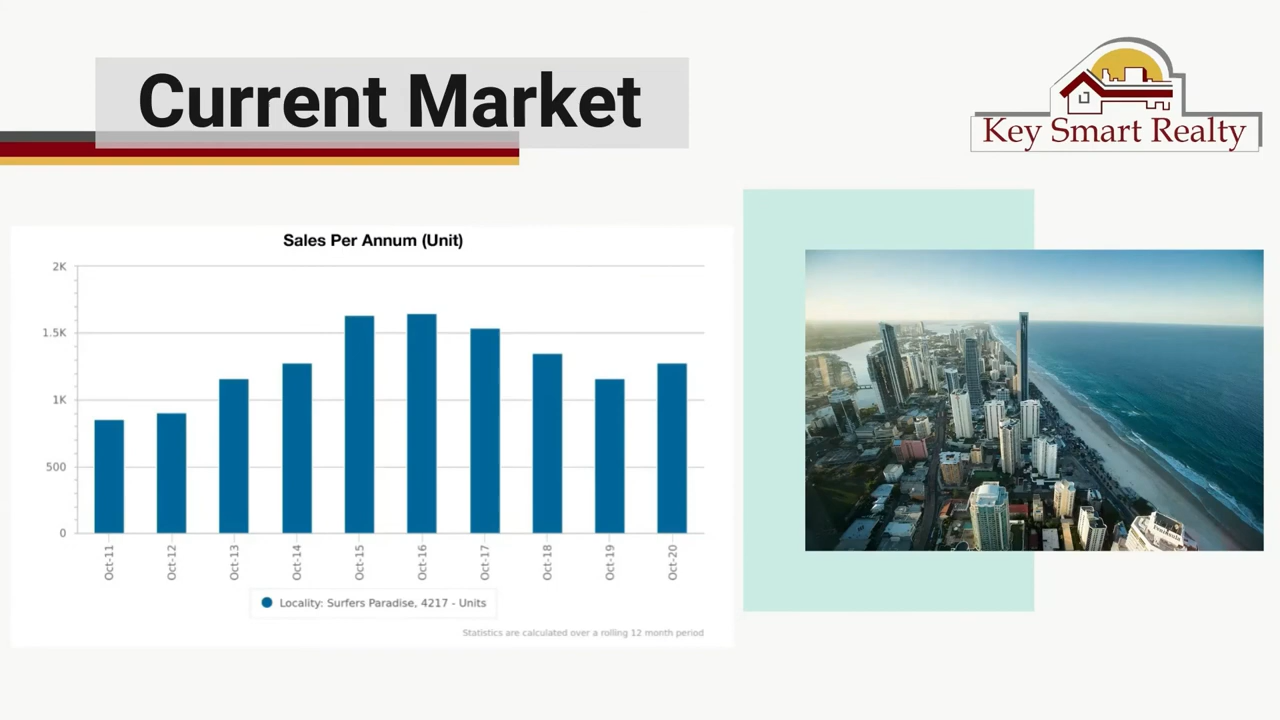 Current Market
Key Smart Realty
Sales Per Annum (Unit)
2K
1.5K
1K
500
0
Oct-11
Oct-12
Oct-13
Oct-14
Oct-15
Oct-16
Oct-17
Oct-18
Oct-19
Oct-20
Locality: Surfers Paradise, 4217 - Units
Statistics are calculated over a rolling 12 month period